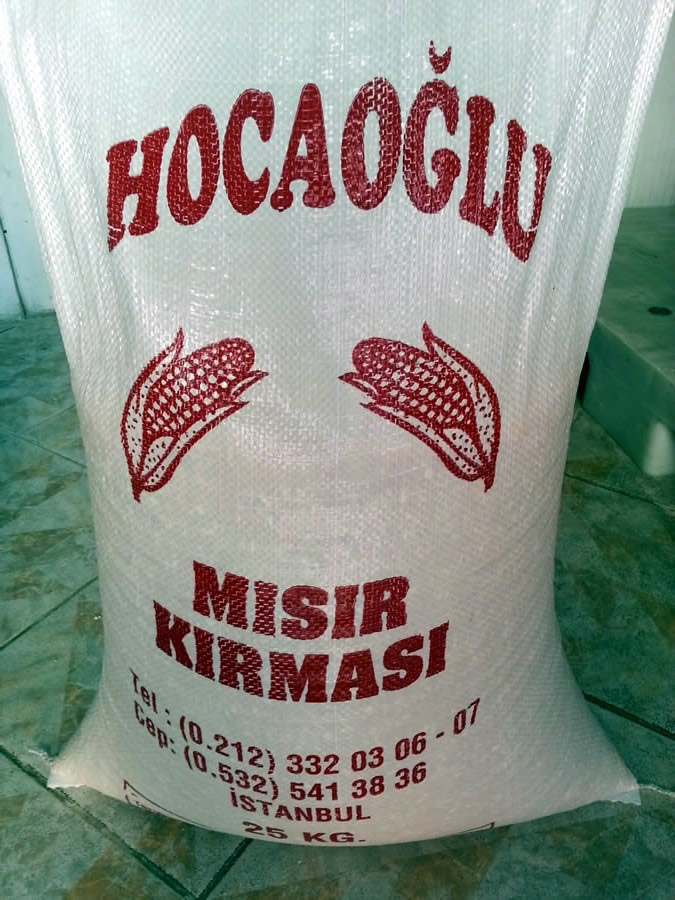 HOCAOĞLU
MISIR
KIRMASI
Tel : (0.212) 332 03 06 - 07
Cep: (0.532) 541 38 36
İSTANBUL
25 KG.